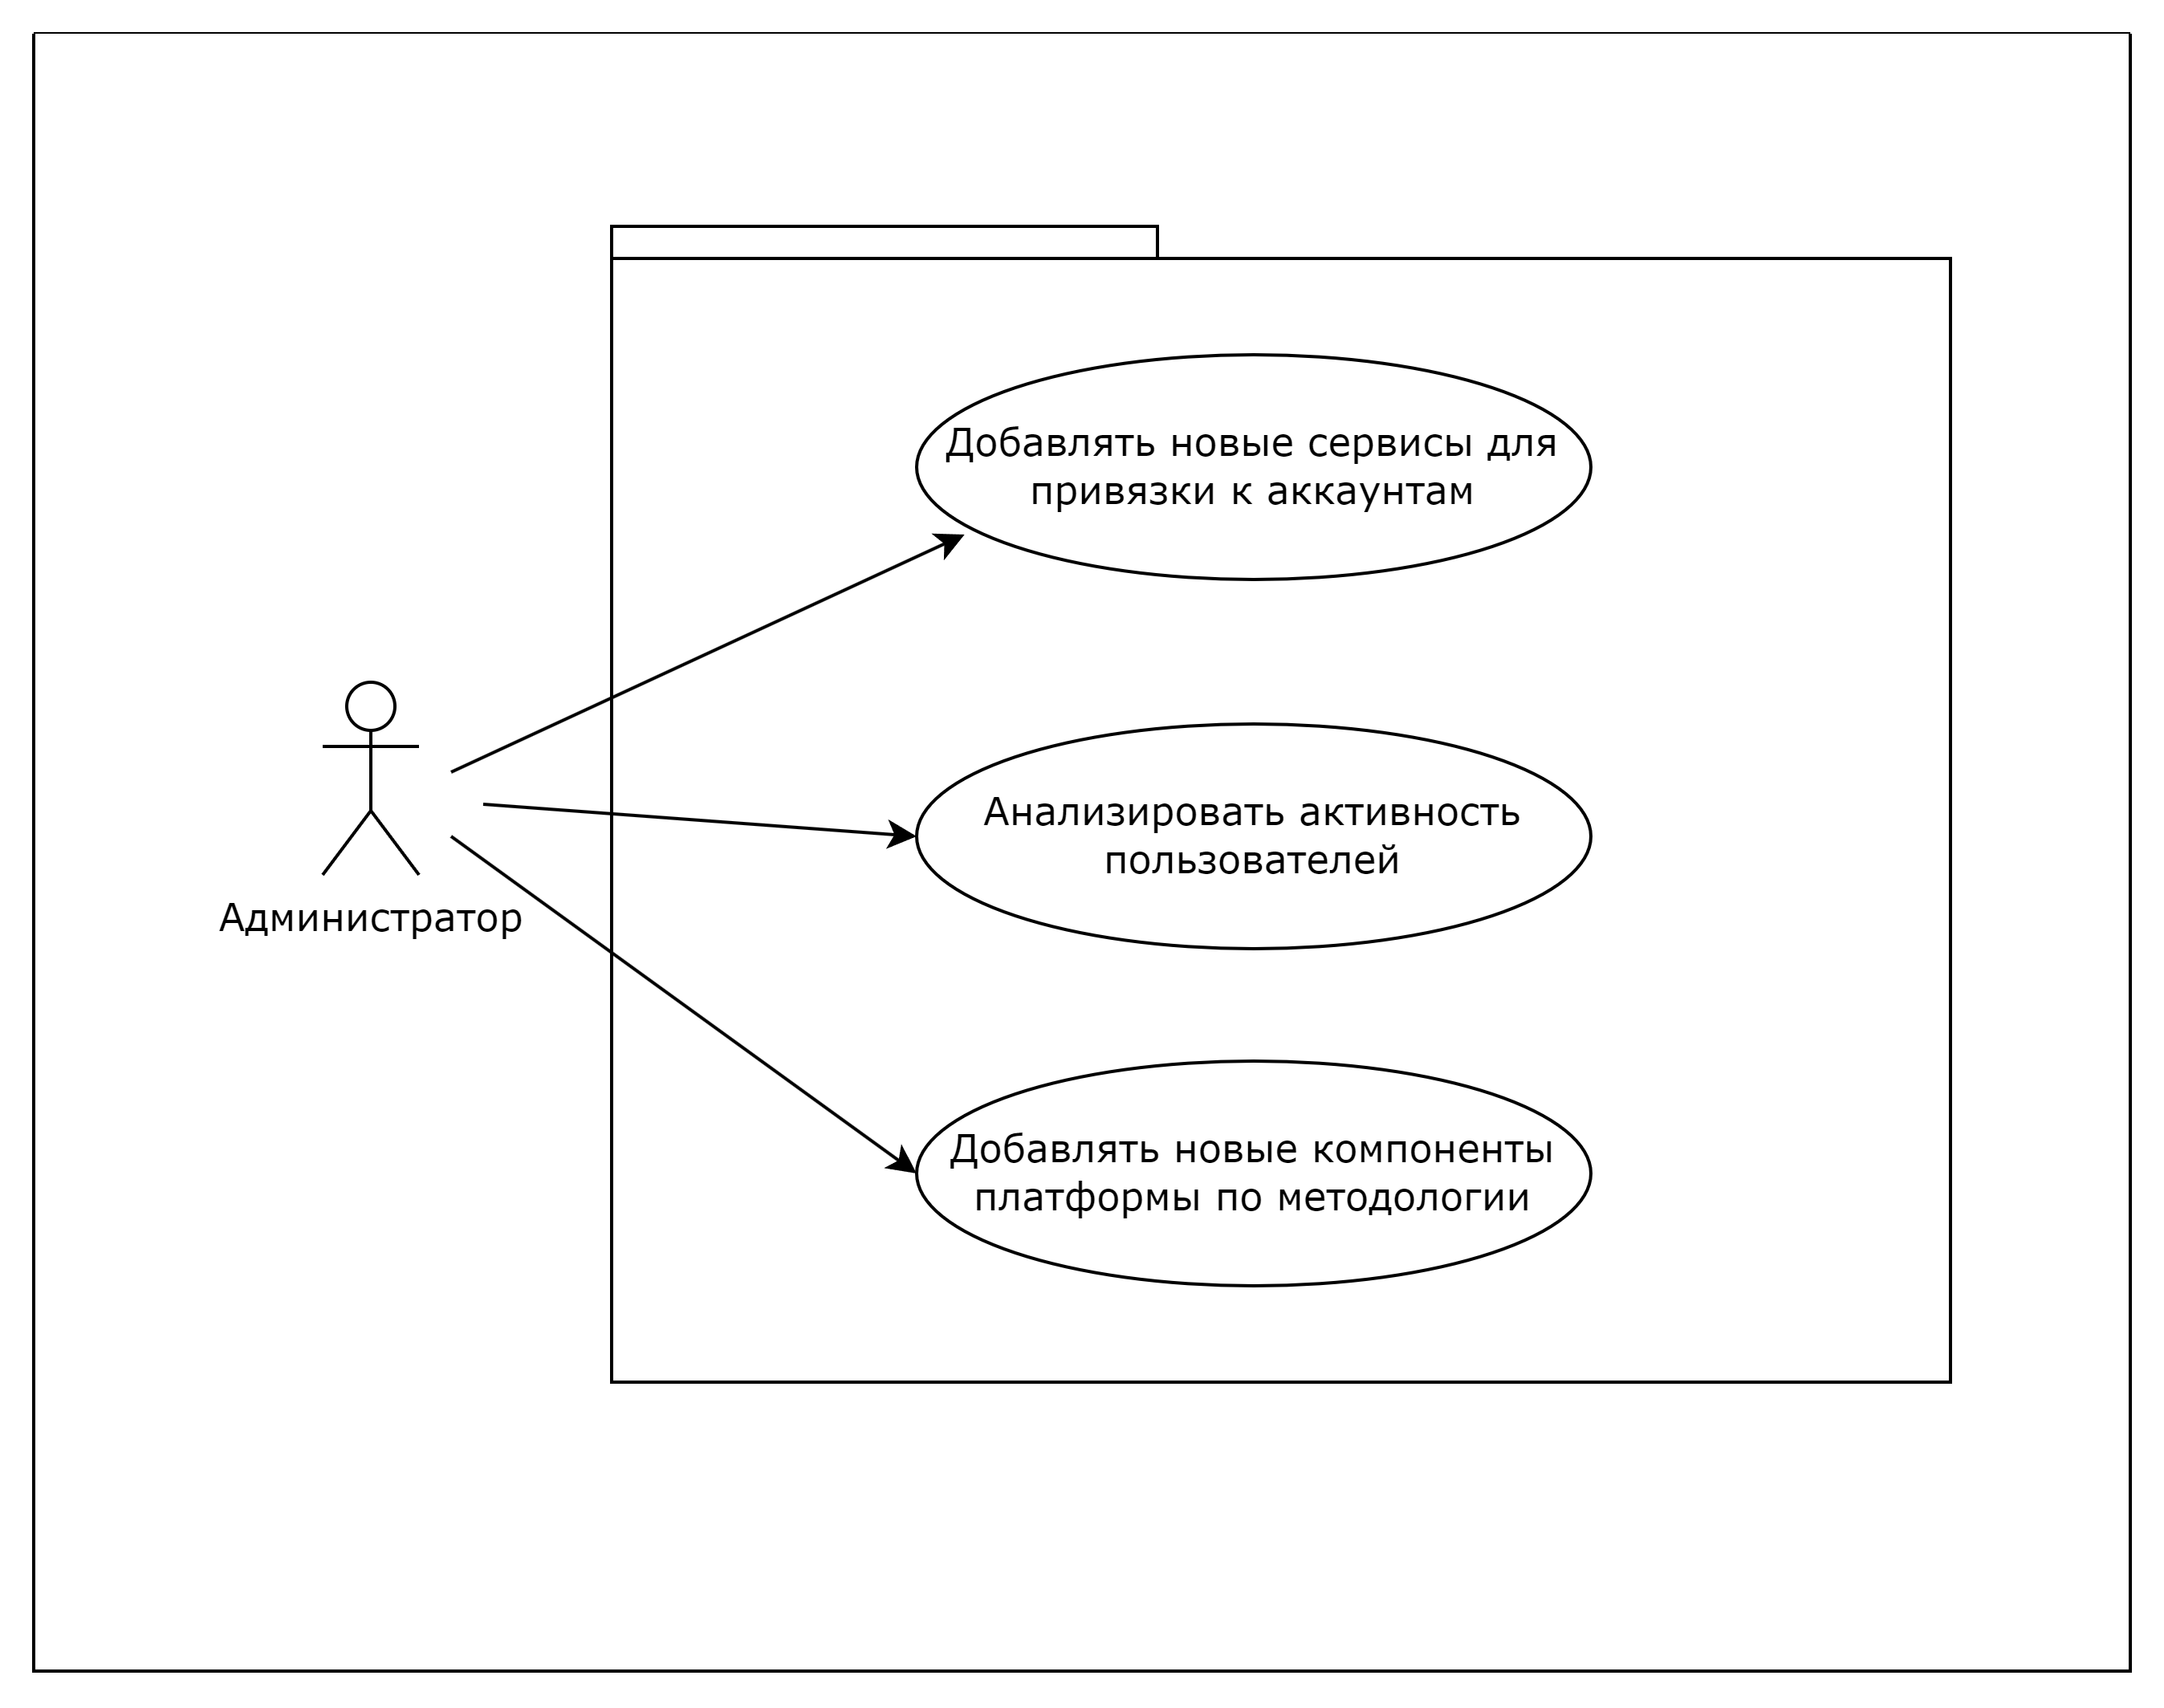 Добавлять новые сервисы для
привязки к аккаунтам
Анализировать активность
пользователей
Администратор
Добавлять новые компоненты
платформы по методологии